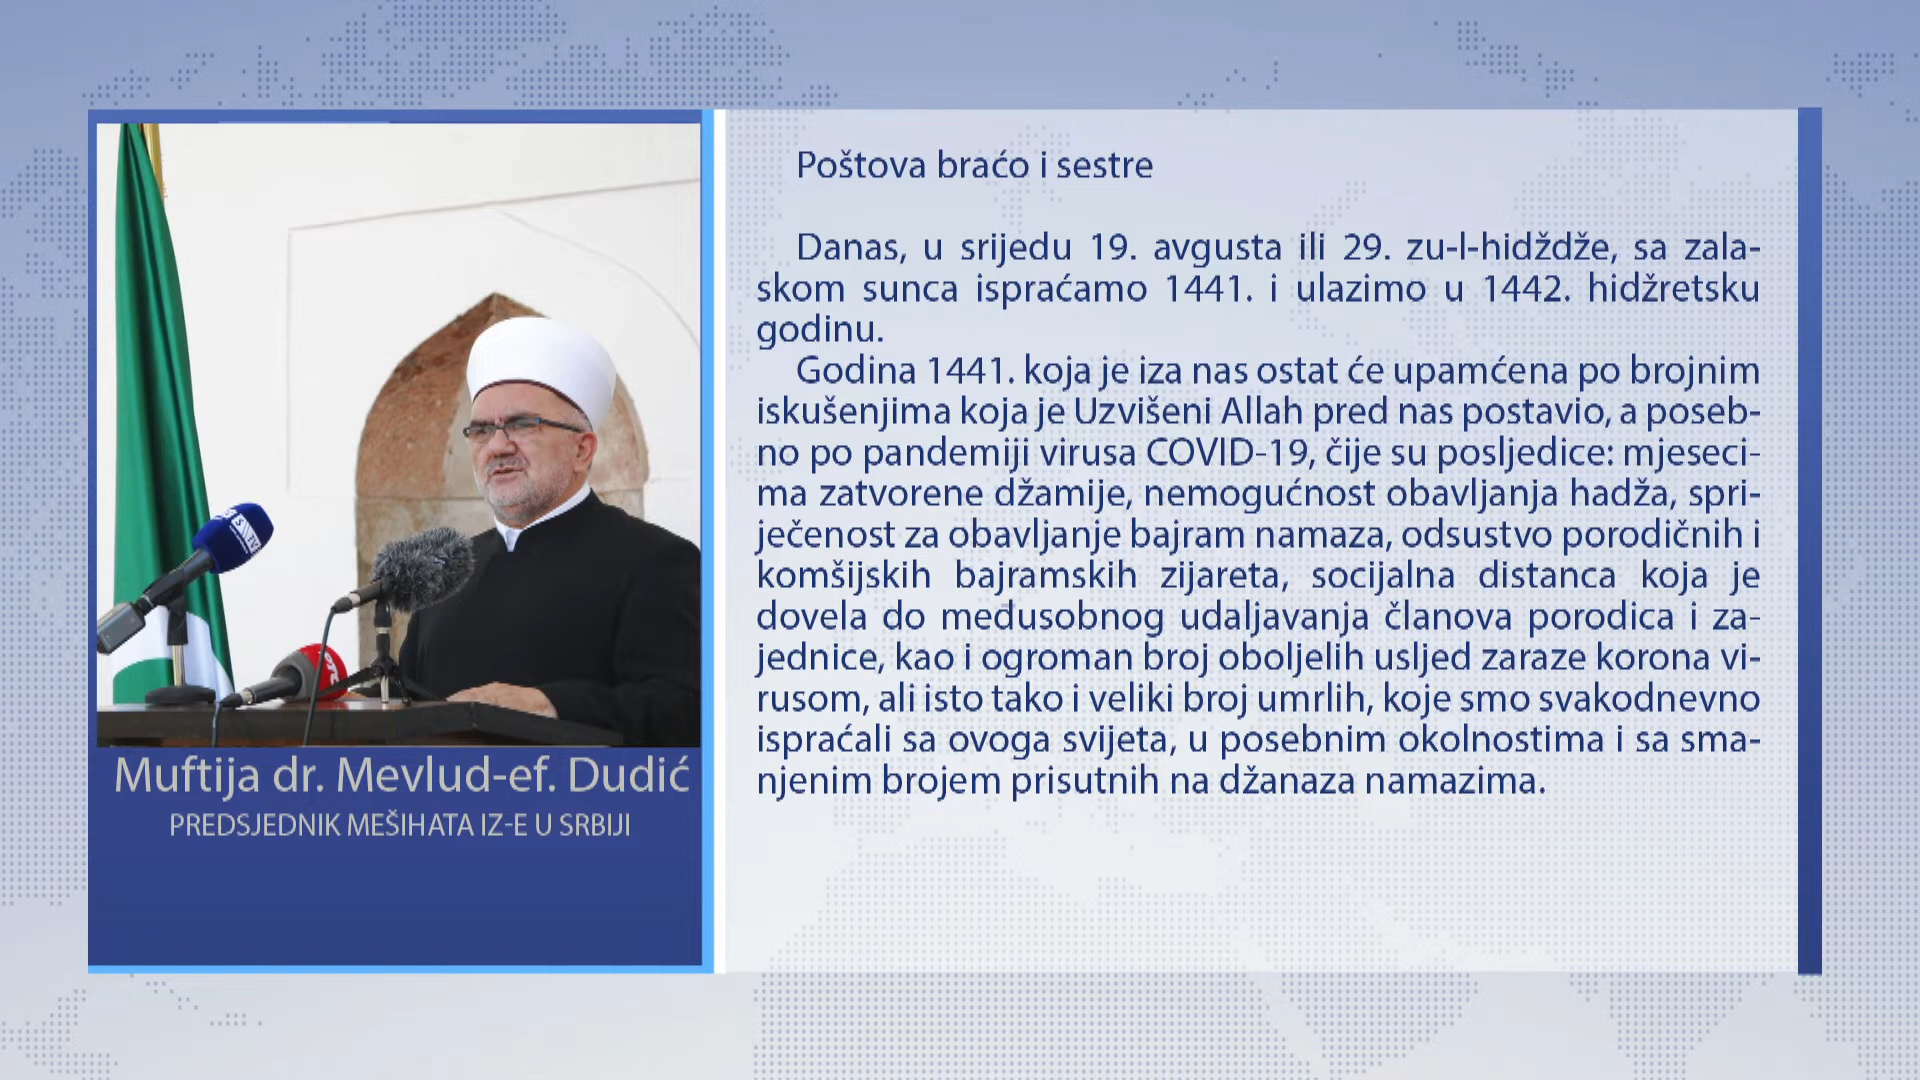 Poštova braćo i sestre
Danas, u srijedu 19. avgusta ili 29. zu-l-hidždže, sa zala-
skom sunca ispraćamo 1441. i ulazimo u 1442. hidžretsku
godinu.
Godina 1441. koja je iza nas ostat će upamćena po brojnim
iskušenjima koja je Uzvišeni Allah pred nas postavio, a poseb-
no po pandemiji virusa COVID-19, čije su posljedice: mjeseci-
ma zatvorene džamije, nemogućnost obavljanja hadža, spri-
ječenost za obavljanje bajram namaza, odsustvo porodičnih i
komšijskih bajramskih zijareta, socijalna distanca koja je
dovela do međusobnog udaljavanja članova porodica i za-
jednice, kao i ogroman broj oboljelih usljed zaraze korona vi-
rusom, ali isto tako i veliki broj umrlih, koje smo svakodnevno
ispraćali sa ovoga svijeta, u posebnim okolnostima i sa sma-
njenim brojem prisutnih na džanaza namazima.
Muftija dr. Mevlud-ef. Dudić
PREDSJEDNIK MEŠIHATA IZ-E U SRBIJI